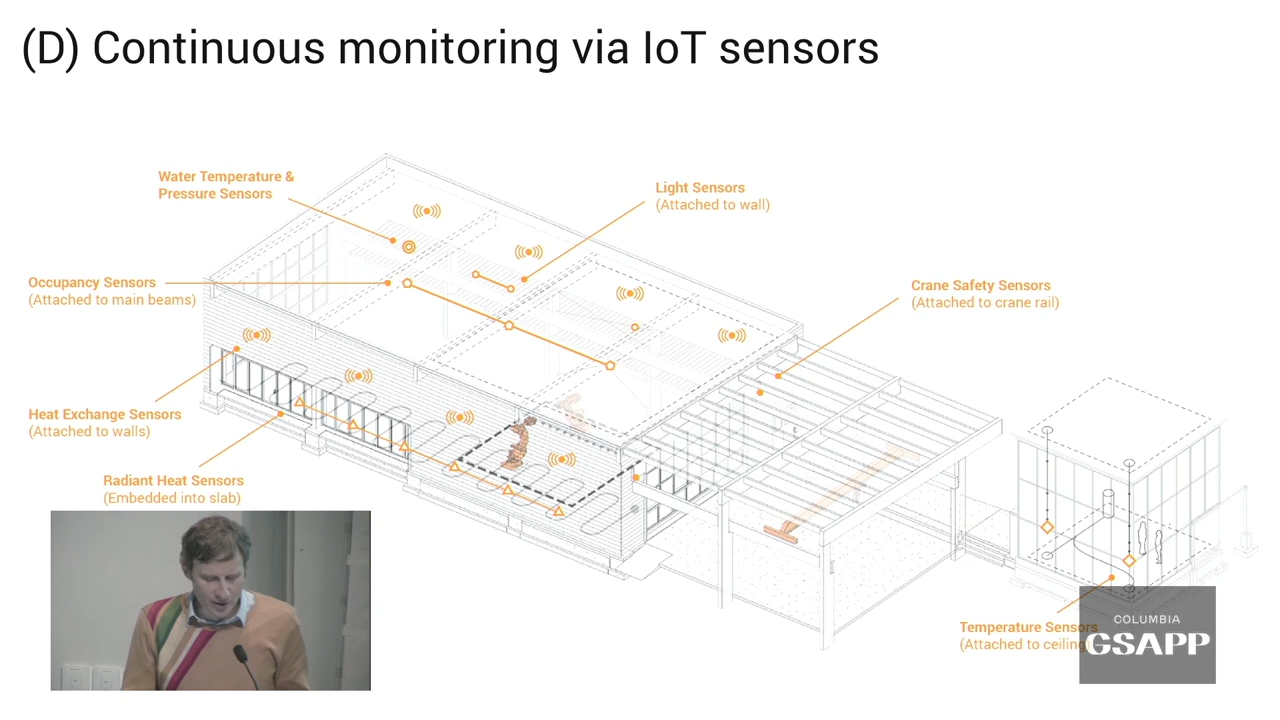 (D) Continuous monitoring via IoT sensors
Water Temperature &
Pressure Sensors
Light Sensors
(Attached to wall)
Occupancy Sensors
(Attached to main beams)
Crane Safety Sensors
(Attached to crane rail)
Heat Exchange Sensors
(Attached to walls)
Radiant Heat Sensors
(Embedded into slab)
Temperature Sensors
(Attached to ceiling)
COLUMBIA
GSAPP